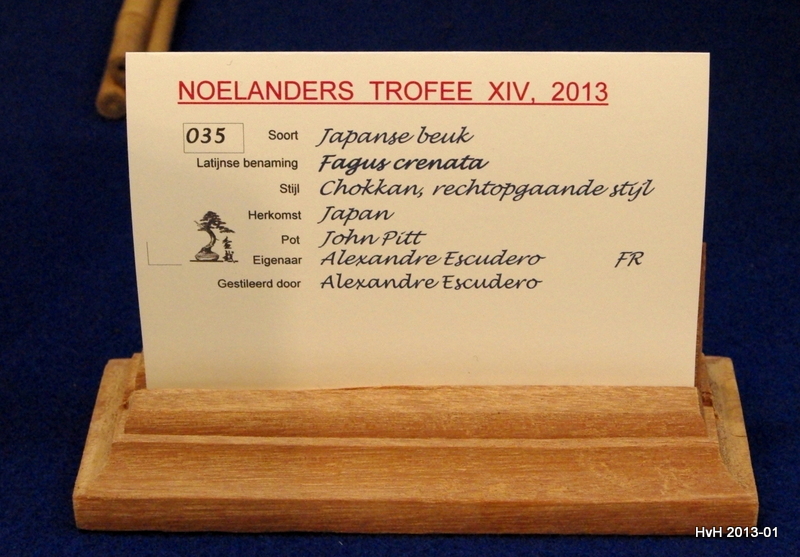 NOELANDERS TROFEE XIV, 2013
035 Soort Japanse beuk
Latijnse benaming Fagus crenata
Stijl Chokkan, rechtopgaande stijl
Herkomst Japan
Pot John Pitt
Eigenaar Alexandre Escudero FR
Gestileerd door Alexandre Escudero
HvH 2013-01